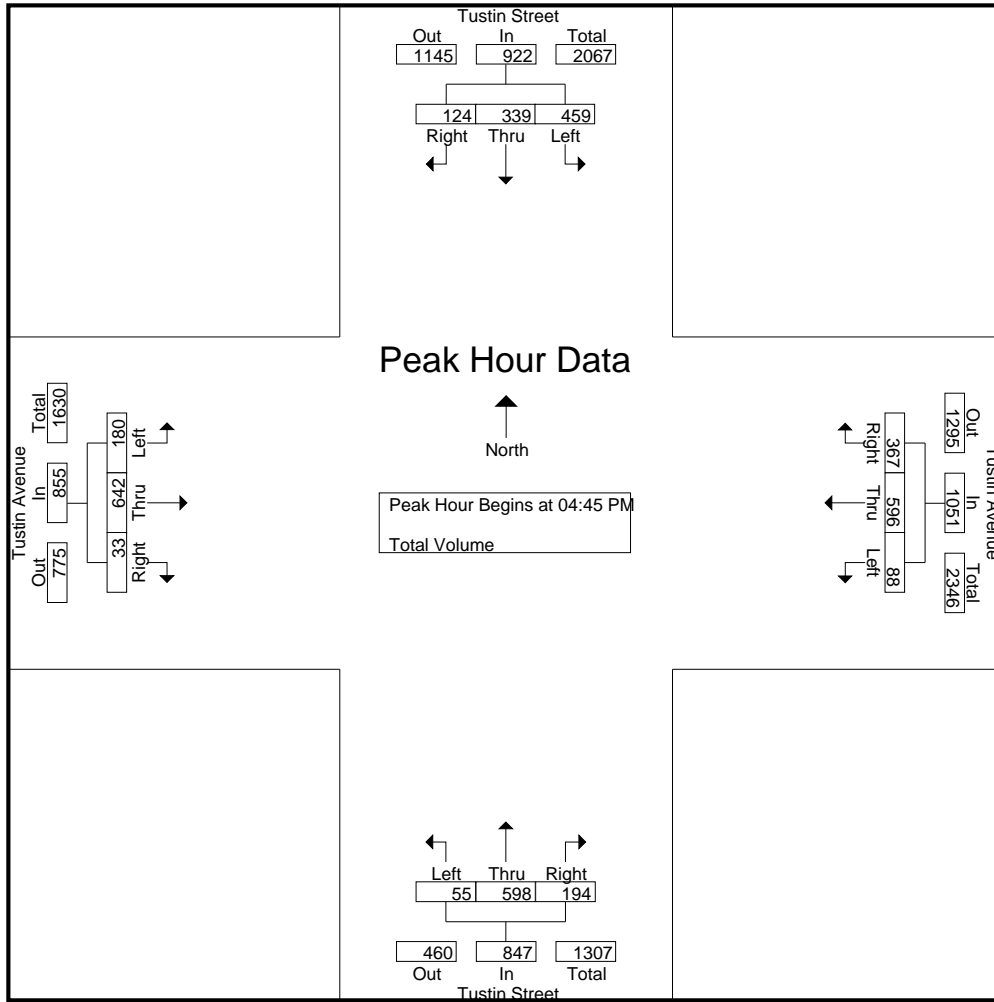 Tustin Street
Out In Total
1145 922 2067
124 339 459
Right Thru Left
Peak Hour Data
North
Peak Hour Begins at 04:45 PM
Total Volume
Tustin Avenue
Total In Out
1630 855 775
180 642 33
Left Thru Right
Tustin Avenue
Out In Total
1295 1051 2346
367 596 88
Right Thru Left
Left Thru Right
55 598 194
460 847 1307
Out In Total
Tustin Street